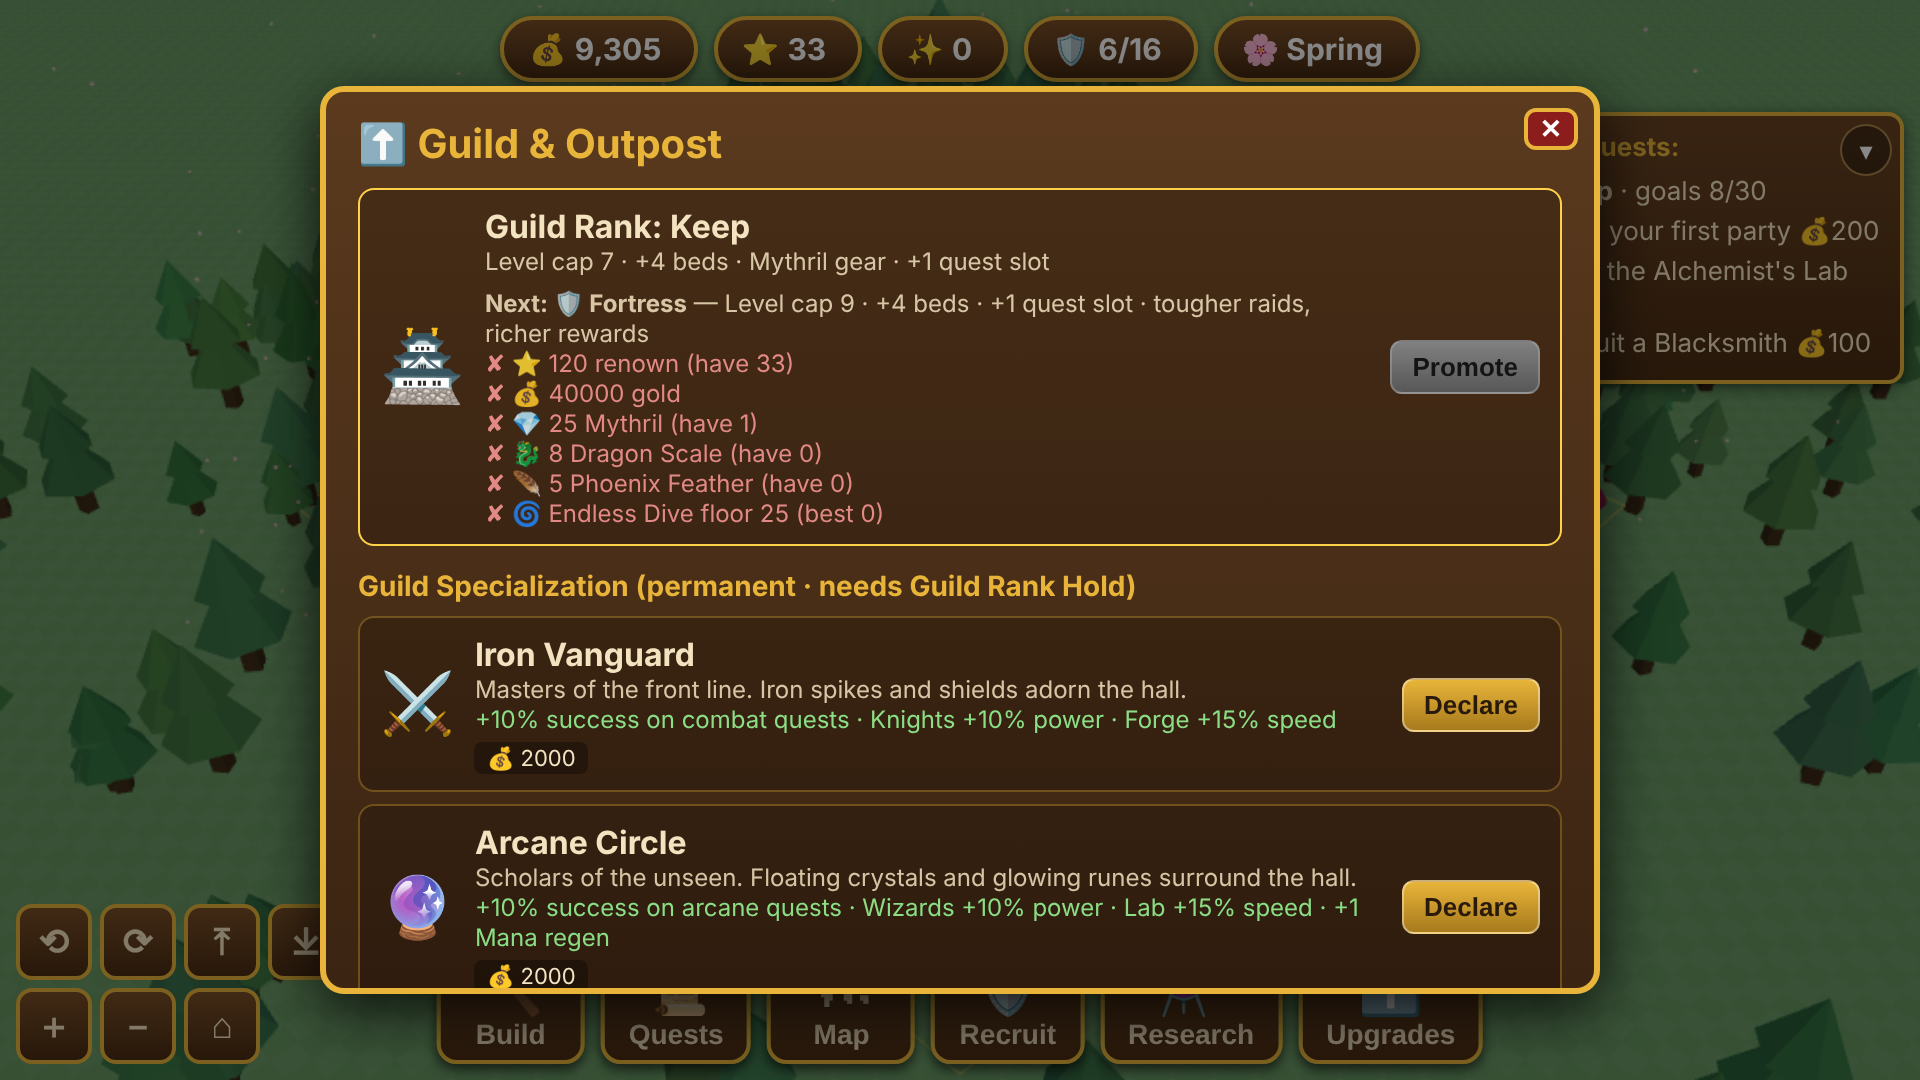 9,305
33
0
6/16
Spring
Guild & Outpost
Guild Rank: Keep
Level cap 7 · +4 beds · Mythril gear · +1 quest slot
Next: Fortress — Level cap 9 · +4 beds · +1 quest slot · tougher raids,
richer rewards
✘ 120 renown (have 33)
✘ 40000 gold
✘ 25 Mythril (have 1)
✘ 8 Dragon Scale (have 0)
✘ 5 Phoenix Feather (have 0)
✘ Endless Dive floor 25 (best 0)
Promote
Guild Specialization (permanent · needs Guild Rank Hold)
Iron Vanguard
Masters of the front line. Iron spikes and shields adorn the hall.
+10% success on combat quests · Knights +10% power · Forge +15% speed
2000
Declare
Arcane Circle
Scholars of the unseen. Floating crystals and glowing runes surround the hall.
+10% success on arcane quests · Wizards +10% power · Lab +15% speed · +1
Mana regen
2000
Declare
· goals 8/30
your first party 200
the Alchemist's Lab
a Blacksmith 100
Build
Quests
Map
Recruit
Research
Upgrades